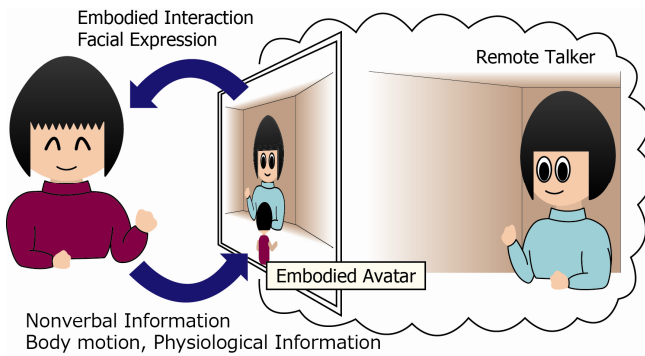 Embodied Interaction
Facial Expression
Remote Talker
Embodied Avatar
Nonverbal Information
Body motion, Physiological Information